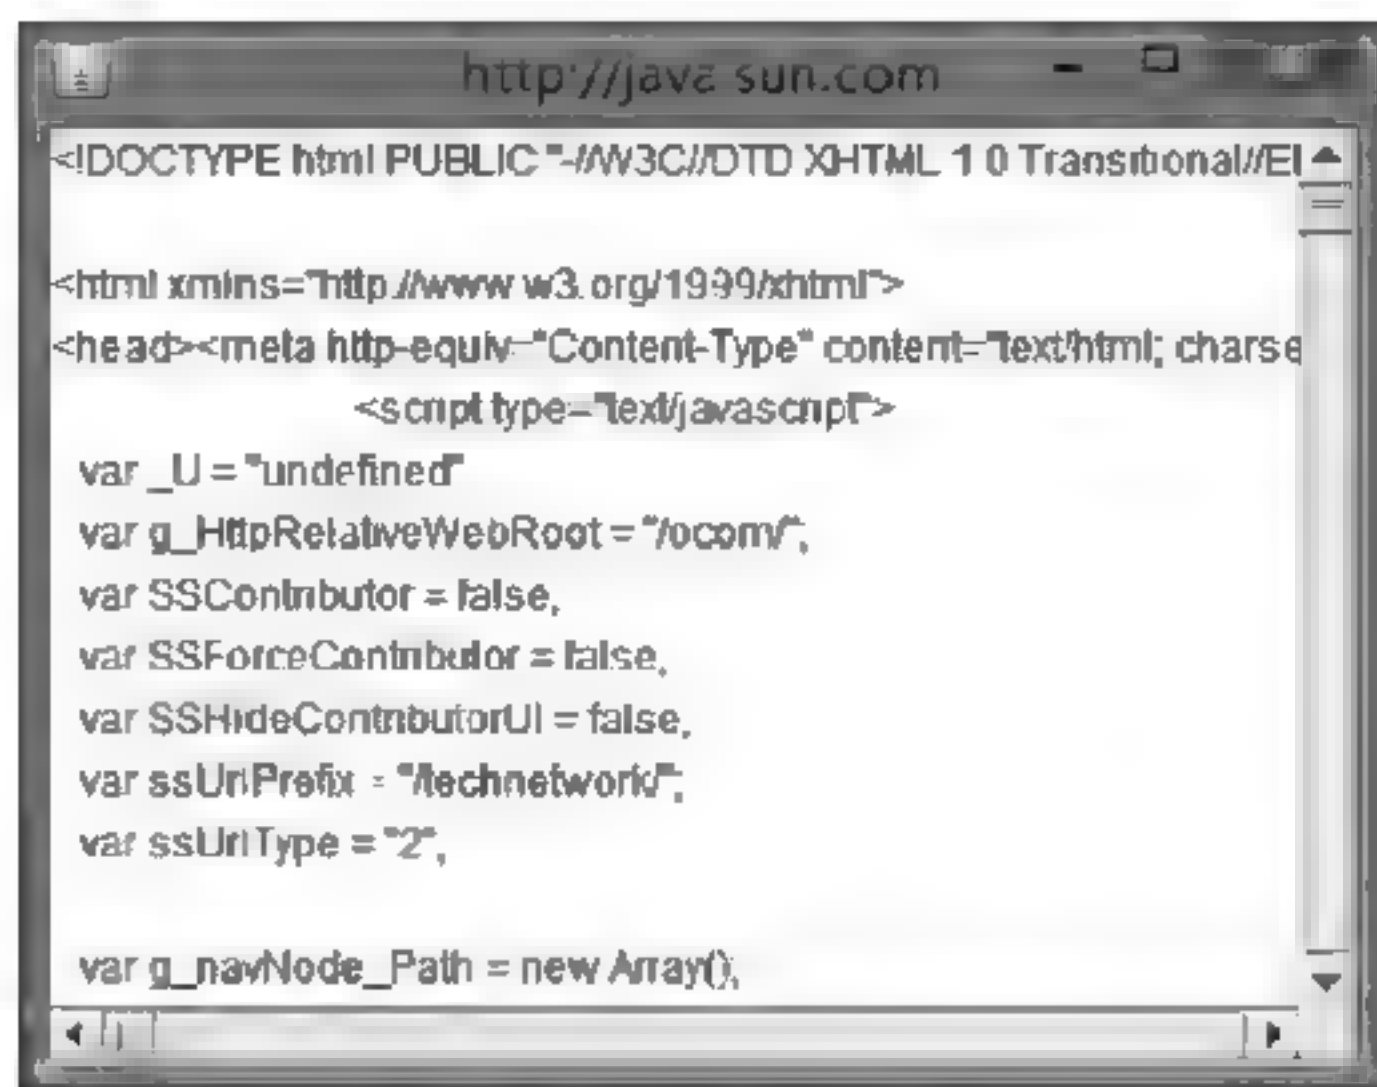 http://java.sun.com
<!DOCTYPE html PUBLIC "-//W3C//DTD XHTML 1.0 Transitional//EN
<html xmlns="http://www.w3.org/1999/xhtml">
<head><meta http-equiv="Content-Type" content="text/html; charse
<script type="text/javascript">
var _U = "undefined"
var g_HttpRelativeWebRoot = "/ocom/";
var SSContributor = false;
var SSForceContributor = false;
var SSHideContributorUI = false;
var ssUrlPrefix = "/technetwork/";
var ssUrlType = "2";
var g_navNode_Path = new Array();